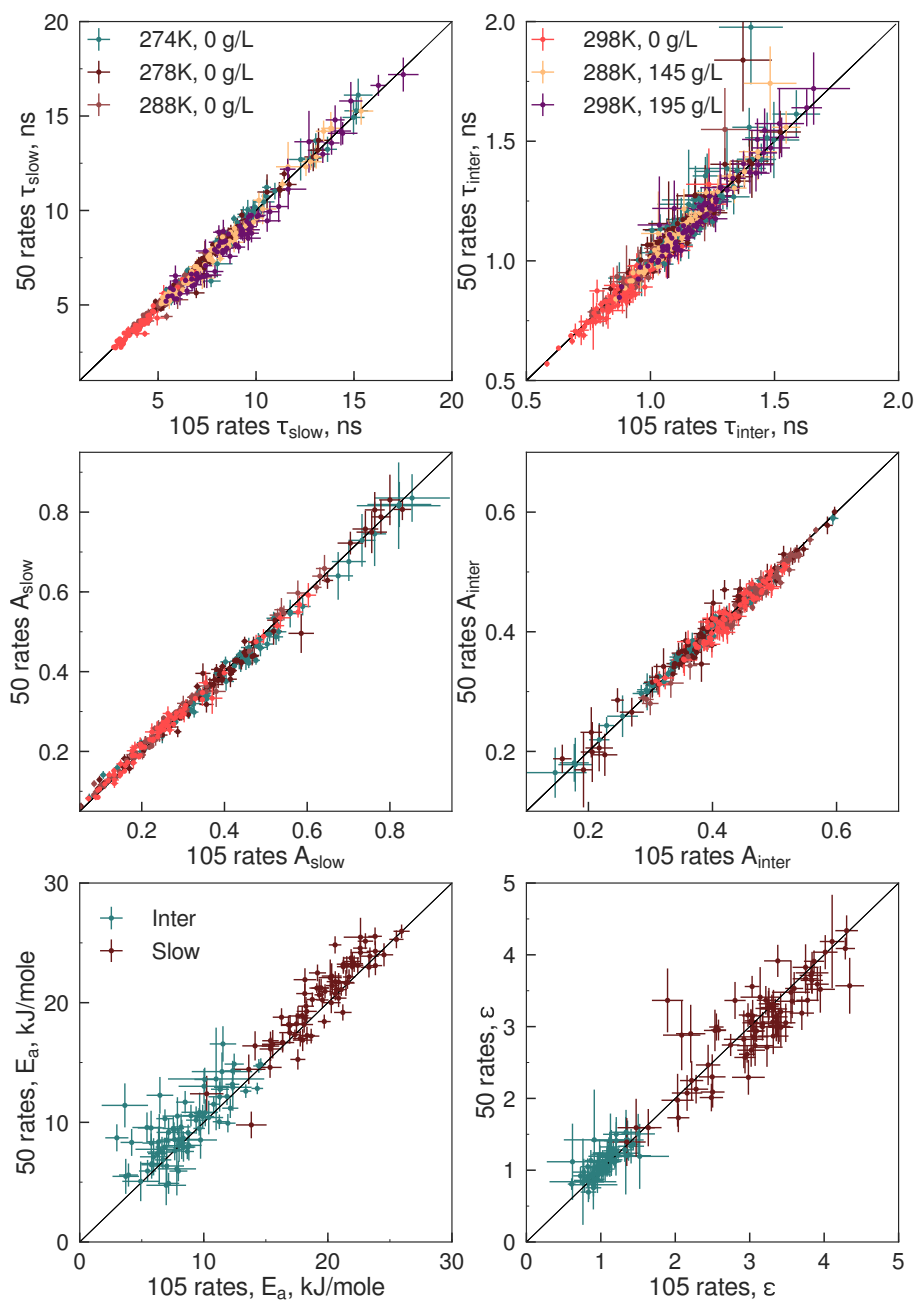 20
15
10
5
50 rates τslow, ns
274K, 0 g/L
278K, 0 g/L
288K, 0 g/L
5 10 15 20
105 rates τslow, ns
2.0
1.5
1.0
0.5
50 rates τinter, ns
298K, 0 g/L
288K, 145 g/L
298K, 195 g/L
0.5 1.0 1.5 2.0
105 rates τinter, ns
0.8
0.6
0.4
0.2
50 rates Aslow
0.2 0.4 0.6 0.8
105 rates Aslow
0.6
0.4
0.2
50 rates Ainter
0.2 0.4 0.6
105 rates Ainter
30
20
10
0
50 rates, Ea, kJ/mole
Inter
Slow
0 10 20 30
105 rates, Ea, kJ/mole
5
4
3
2
1
0
50 rates, ε
0 1 2 3 4 5
105 rates, ε